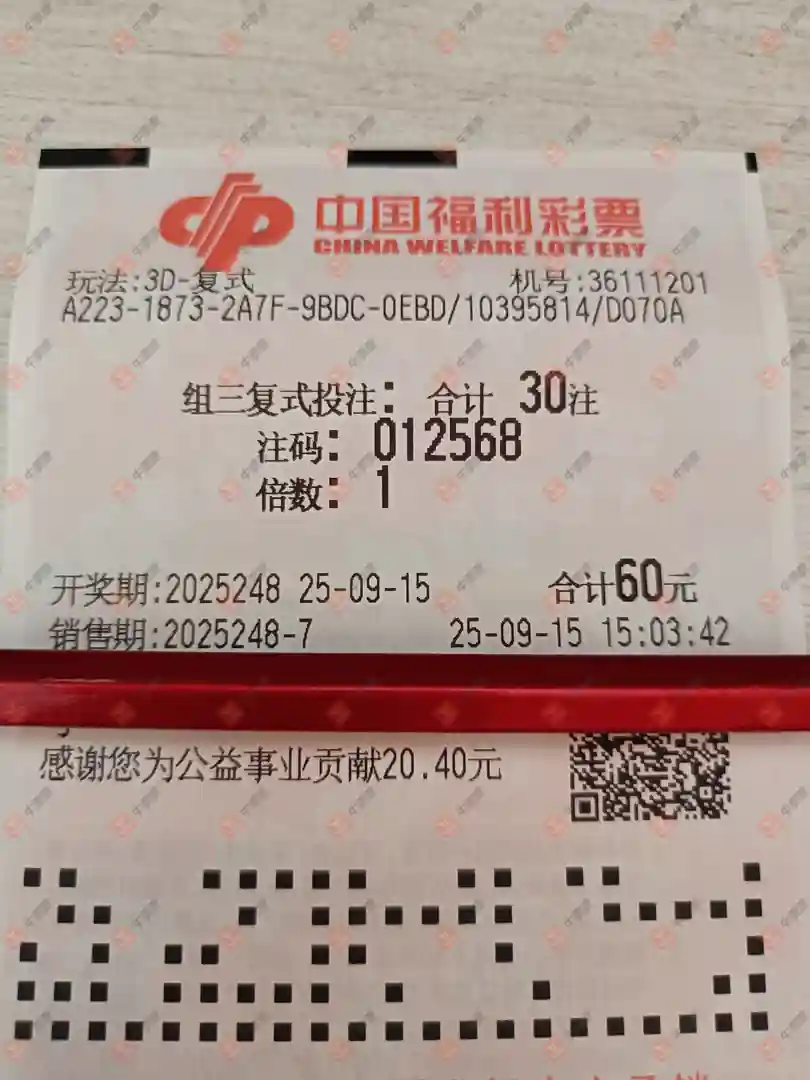 中国福利彩票
CHINA WELFARE LOTTERY
玩法:3D-复式 机号:36111201
A223-1873-2A7F-9BDC-0EBD/10395814/D070A
组三复式投注: 合计 30注
注码: 012568
倍数: 1
开奖期:2025248 25-09-15 合计60元
销售期:2025248-7 25-09-15 15:03:42
感谢您为公益事业贡献20.40元